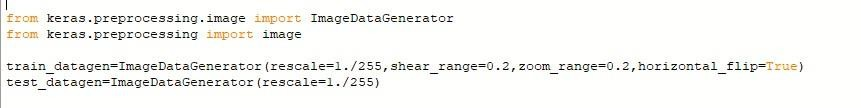 from keras.preprocessing.image import ImageDataGenerator
from keras.preprocessing import image
train_datagen=ImageDataGenerator(rescale=1./255,shear_range=0.2,zoom_range=0.2,horizontal_flip=True)
test_datagen=ImageDataGenerator(rescale=1./255)